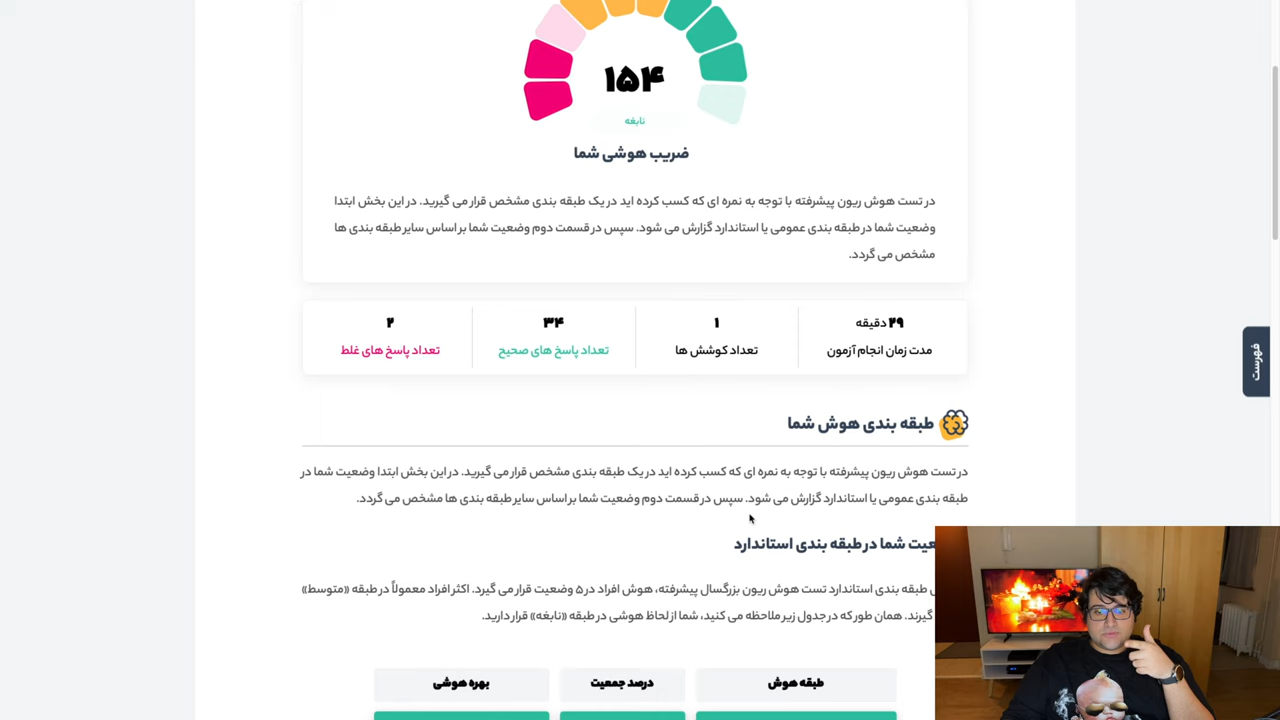 ۱۵۴
نابغه
ضریب هوشی شما
در تست هوش ریون پیشرفته با توجه به نمره ای که کسب کرده اید در یک طبقه بندی مشخص قرار می گیرید. در این بخش ابتدا
وضعیت شما در طبقه بندی عمومی یا استاندارد گزارش می شود. سپس در قسمت دوم وضعیت شما بر اساس سایر طبقه بندی ها
مشخص می گردد.
۲۹ دقیقه
مدت زمان انجام آزمون
۱
تعداد کوشش ها
۳۴
تعداد پاسخ های صحیح
۲
تعداد پاسخ های غلط
فهرست
طبقه بندی هوش شما
در تست هوش ریون پیشرفته با توجه به نمره ای که کسب کرده اید در یک طبقه بندی مشخص قرار می گیرید. در این بخش ابتدا وضعیت شما در
طبقه بندی عمومی یا استاندارد گزارش می شود. سپس در قسمت دوم وضعیت شما بر اساس سایر طبقه بندی ها مشخص می گردد.
شما در طبقه بندی استاندارد
طبقه بندی استاندارد تست هوش ریون بزرگسال پیشرفته، هوش افراد در ۵ وضعیت قرار می گیرد. اکثر افراد معمولاً در طبقه «متوسط»
گیرند. همان طور که در جدول زیر ملاحظه می کنید، شما از لحاظ هوشی در طبقه «نابغه» قرار دارید.
طبقه هوش
درصد جمعیت
بهره هوشی